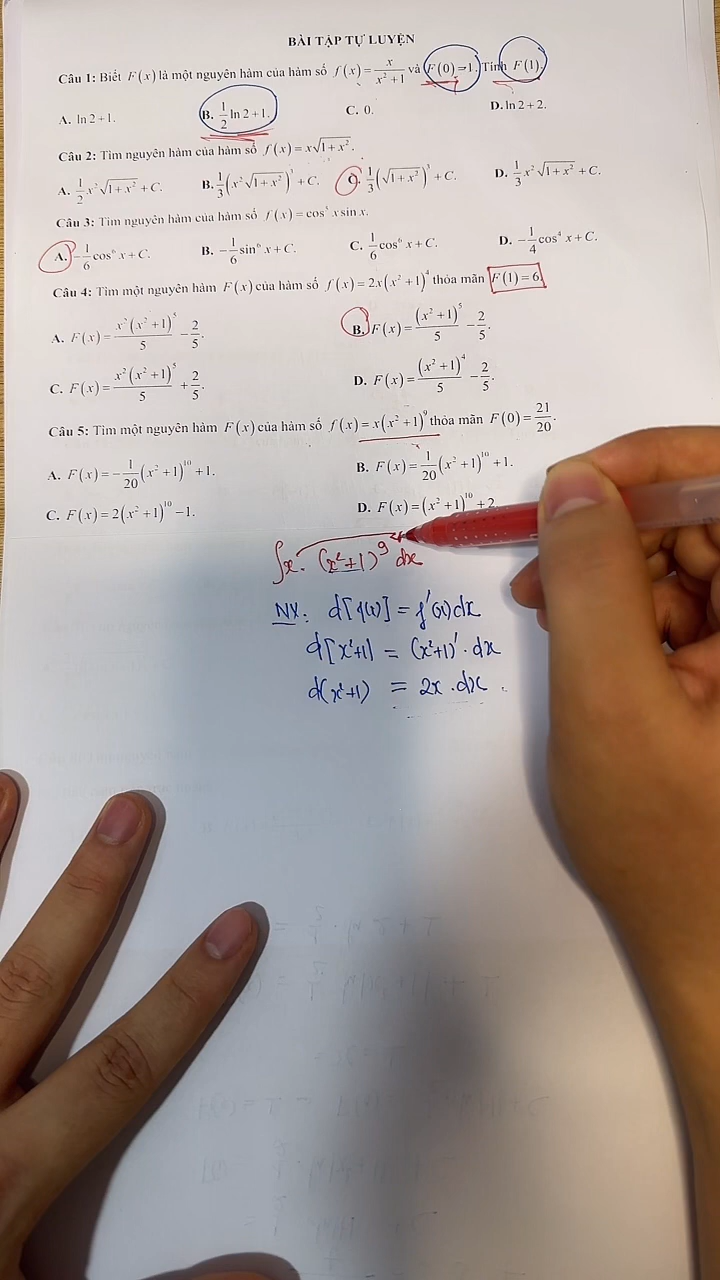 BÀI TẬP TỰ LUYỆN
Câu 1: Biết F(x) là một nguyên hàm của hàm số f(x) = x/(x²+1) và F(0)=1. Tính F(1).
A. ln 2+1. B. 1/2 ln 2+1. C. 0. D. ln 2+2.
Câu 2: Tìm nguyên hàm của hàm số f(x) = x√(1+x²).
A. 1/2 x²√(1+x²) + C. B. 1/3 (x²√(1+x²))³ + C. C. 1/3 (√(1+x²))³ + C. D. 1/3 x²√(1+x²) + C.
Câu 3: Tìm nguyên hàm của hàm số f(x) = cos⁵ x sin x.
A. -1/6 cos⁶ x + C. B. -1/6 sin⁶ x + C. C. 1/6 cos⁶ x + C. D. -1/4 cos⁴ x + C.
Câu 4: Tìm một nguyên hàm F(x) của hàm số f(x) = 2x(x²+1)⁴ thỏa mãn F(1) = 6.
A. F(x) = x²(x²+1)⁵/5 - 2/5. B. F(x) = (x²+1)⁵/5 - 2/5.
C. F(x) = x²(x²+1)⁵/5 + 2/5. D. F(x) = (x²+1)⁴/5 - 2/5.
Câu 5: Tìm một nguyên hàm F(x) của hàm số f(x) = x(x²+1)⁹ thỏa mãn F(0) = 21/20.
A. F(x) = -1/20 (x²+1)¹⁰ + 1. B. F(x) = 1/20 (x²+1)¹⁰ + 1.
C. F(x) = 2(x²+1)¹⁰ - 1. D. F(x) = (x²+1)¹⁰ + 2
∫x. (x²+1)⁹ dx
NX: d[f(x)] = f'(x)dx
d[x²+1] = (x²+1)' . dx
d(x²+1) = 2x . dx .